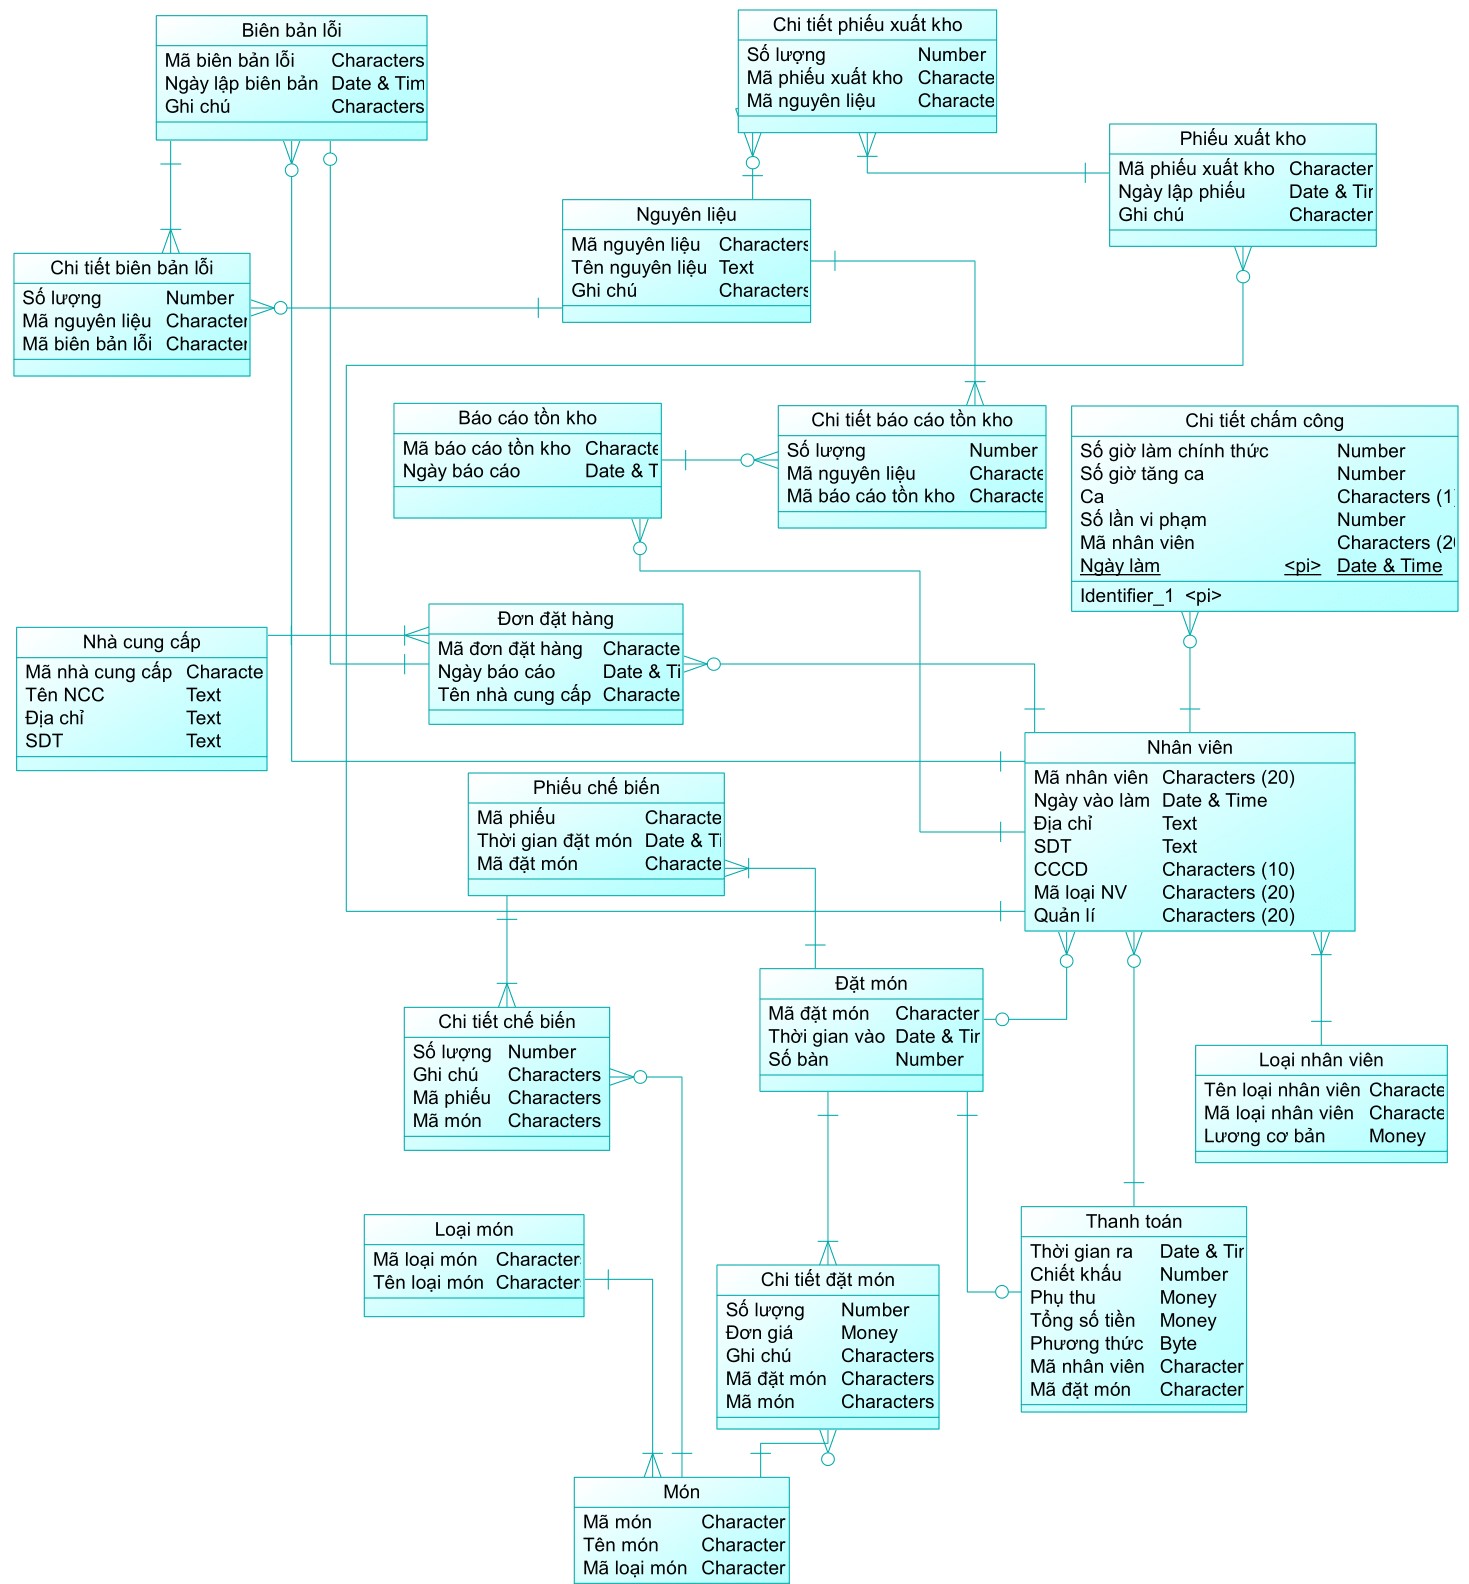 Biên bản lỗi
Mã biên bản lỗi Characters
Ngày lập biên bản Date & Tim
Ghi chú Characters
Chi tiết phiếu xuất kho
Số lượng Number
Mã phiếu xuất kho Characte
Mã nguyên liệu Characte
Phiếu xuất kho
Mã phiếu xuất kho Character
Ngày lập phiếu Date & Tir
Ghi chú Character
Nguyên liệu
Mã nguyên liệu Characters
Tên nguyên liệu Text
Ghi chú Characters
Chi tiết biên bản lỗi
Số lượng Number
Mã nguyên liệu Character
Mã biên bản lỗi Character
Báo cáo tồn kho
Mã báo cáo tồn kho Characte
Ngày báo cáo Date & T
Chi tiết báo cáo tồn kho
Số lượng Number
Mã nguyên liệu Characte
Mã báo cáo tồn kho Characte
Chi tiết chấm công
Số giờ làm chính thức Number
Số giờ tăng ca Number
Ca Characters (1
Số lần vi phạm Number
Mã nhân viên Characters (2
Ngày làm <pi> Date & Time
Identifier_1 <pi>
Đơn đặt hàng
Mã đơn đặt hàng Characte
Ngày báo cáo Date & Ti
Tên nhà cung cấp Characte
Nhà cung cấp
Mã nhà cung cấp Characte
Tên NCC Text
Địa chỉ Text
SDT Text
Nhân viên
Mã nhân viên Characters (20)
Ngày vào làm Date & Time
Địa chỉ Text
SDT Text
CCCD Characters (10)
Mã loại NV Characters (20)
Quản lí Characters (20)
Phiếu chế biến
Mã phiếu Characte
Thời gian đặt món Date & Ti
Mã đặt món Characte
Đặt món
Mã đặt món Character
Thời gian vào Date & Tir
Số bàn Number
Chi tiết chế biến
Số lượng Number
Ghi chú Characters
Mã phiếu Characters
Mã món Characters
Loại nhân viên
Tên loại nhân viên Characte
Mã loại nhân viên Characte
Lương cơ bản Money
Loại món
Mã loại món Character
Tên loại món Character
Thanh toán
Thời gian ra Date & Tir
Chiết khấu Number
Phụ thu Money
Tổng số tiền Money
Phương thức Byte
Mã nhân viên Character
Mã đặt món Character
Chi tiết đặt món
Số lượng Number
Đơn giá Money
Ghi chú Characters
Mã đặt món Characters
Mã món Characters
Món
Mã món Character
Tên món Character
Mã loại món Character